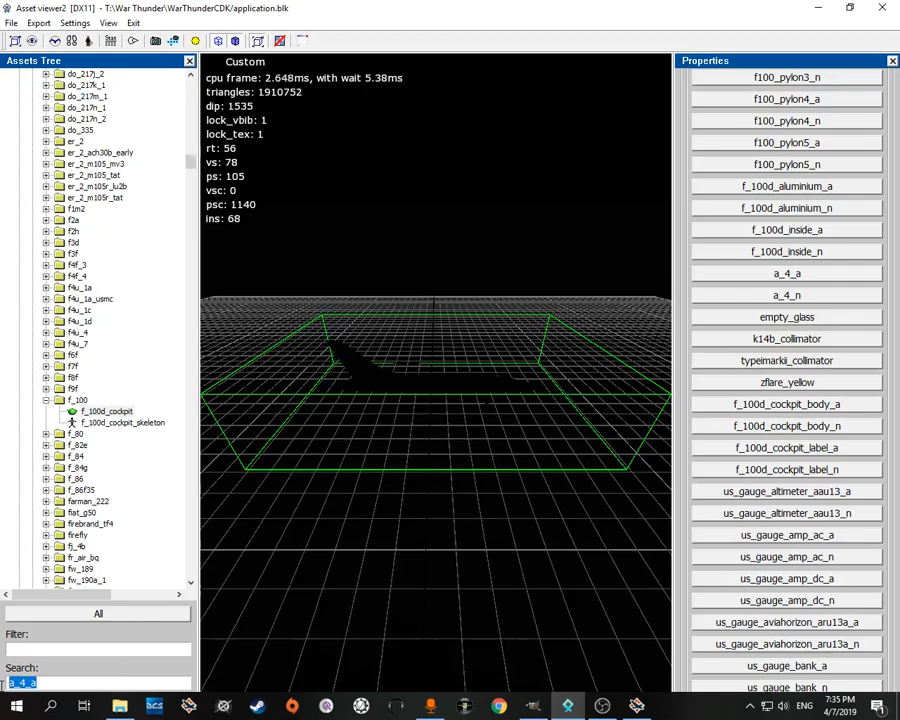 Asset viewer2 [DX11] - T:\War Thunder\WarThunderCDK\application.blk
File Export Settings View Exit
Assets Tree
do_217j_2
do_217k_1
do_217m_1
do_217n_1
do_217n_2
do_335
er_2
er_2_ach30b_early
er_2_m105_mv3
er_2_m105_tat
er_2_m105r_lu2b
er_2_m105r_tat
f1m2
f2a
f2h
f3d
f3f
f4f_3
f4f_4
f4u_1a
f4u_1a_usmc
f4u_1c
f4u_1d
f4u_4
f4u_7
f6f
f7f
f8f
f9f
f_100
f_100d_cockpit
f_100d_cockpit_skeleton
f_80
f_82e
f_84
f_84g
f_86
f_86f35
farman_222
fiat_g50
firebrand_tf4
firefly
fj_4b
fr_air_bq
fw_189
fw_190a_1
All
Filter:
Search:
a_4_a
Custom
cpu frame: 2.648ms, with wait 5.38ms
triangles: 1910752
dip: 1535
lock_vbib: 1
lock_tex: 1
rt: 56
vs: 78
ps: 105
vsc: 0
psc: 1140
ins: 68
Properties
f100_pylon3_n
f100_pylon4_a
f100_pylon4_n
f100_pylon5_a
f100_pylon5_n
f_100d_aluminium_a
f_100d_aluminium_n
f_100d_inside_a
f_100d_inside_n
a_4_a
a_4_n
empty_glass
k14b_collimator
typeimarkii_collimator
zflare_yellow
f_100d_cockpit_body_a
f_100d_cockpit_body_n
f_100d_cockpit_label_a
f_100d_cockpit_label_n
us_gauge_altimeter_aau13_a
us_gauge_altimeter_aau13_n
us_gauge_amp_ac_a
us_gauge_amp_ac_n
us_gauge_amp_dc_a
us_gauge_amp_dc_n
us_gauge_aviahorizon_aru13a_a
us_gauge_aviahorizon_aru13a_n
us_gauge_bank_a
us_gauge_bank_n
DCS
ENG
7:35 PM
4/7/2019
1